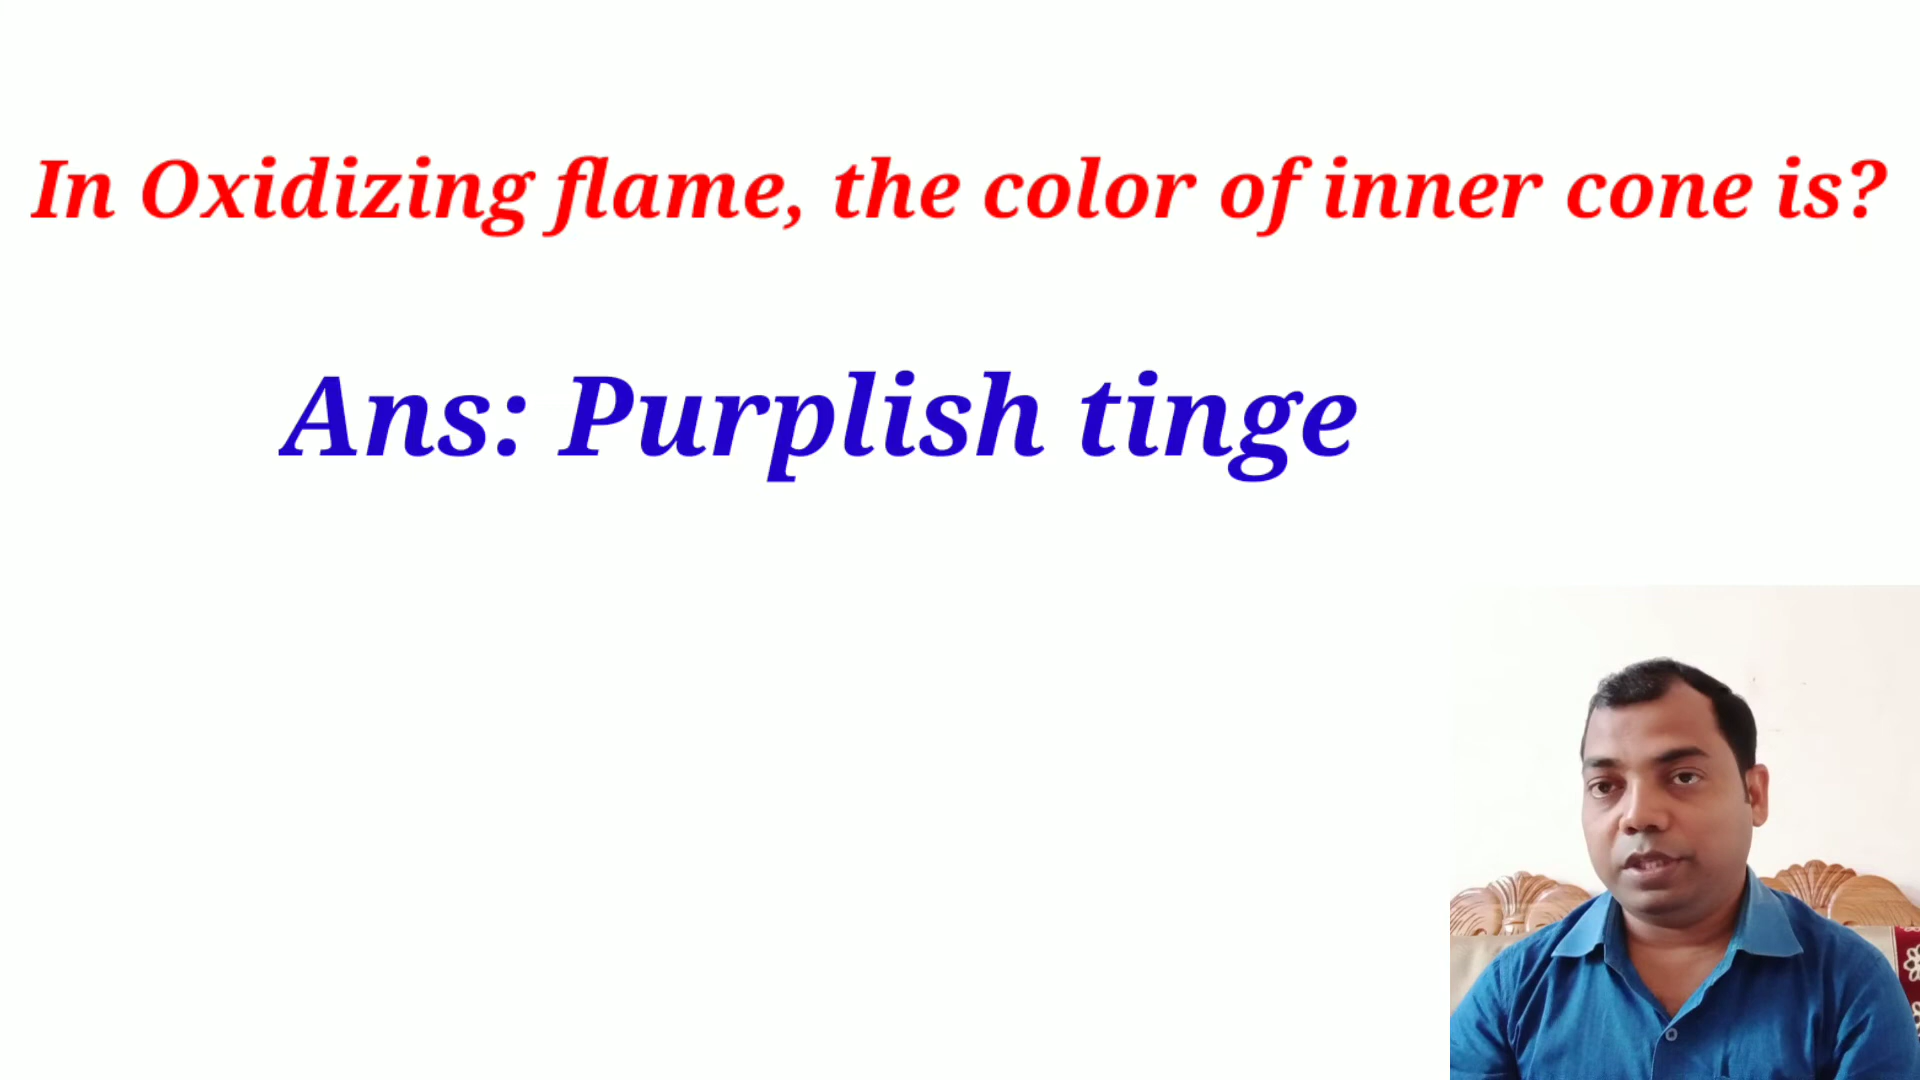 In Oxidizing flame, the color of inner cone is?
Ans: Purplish tinge